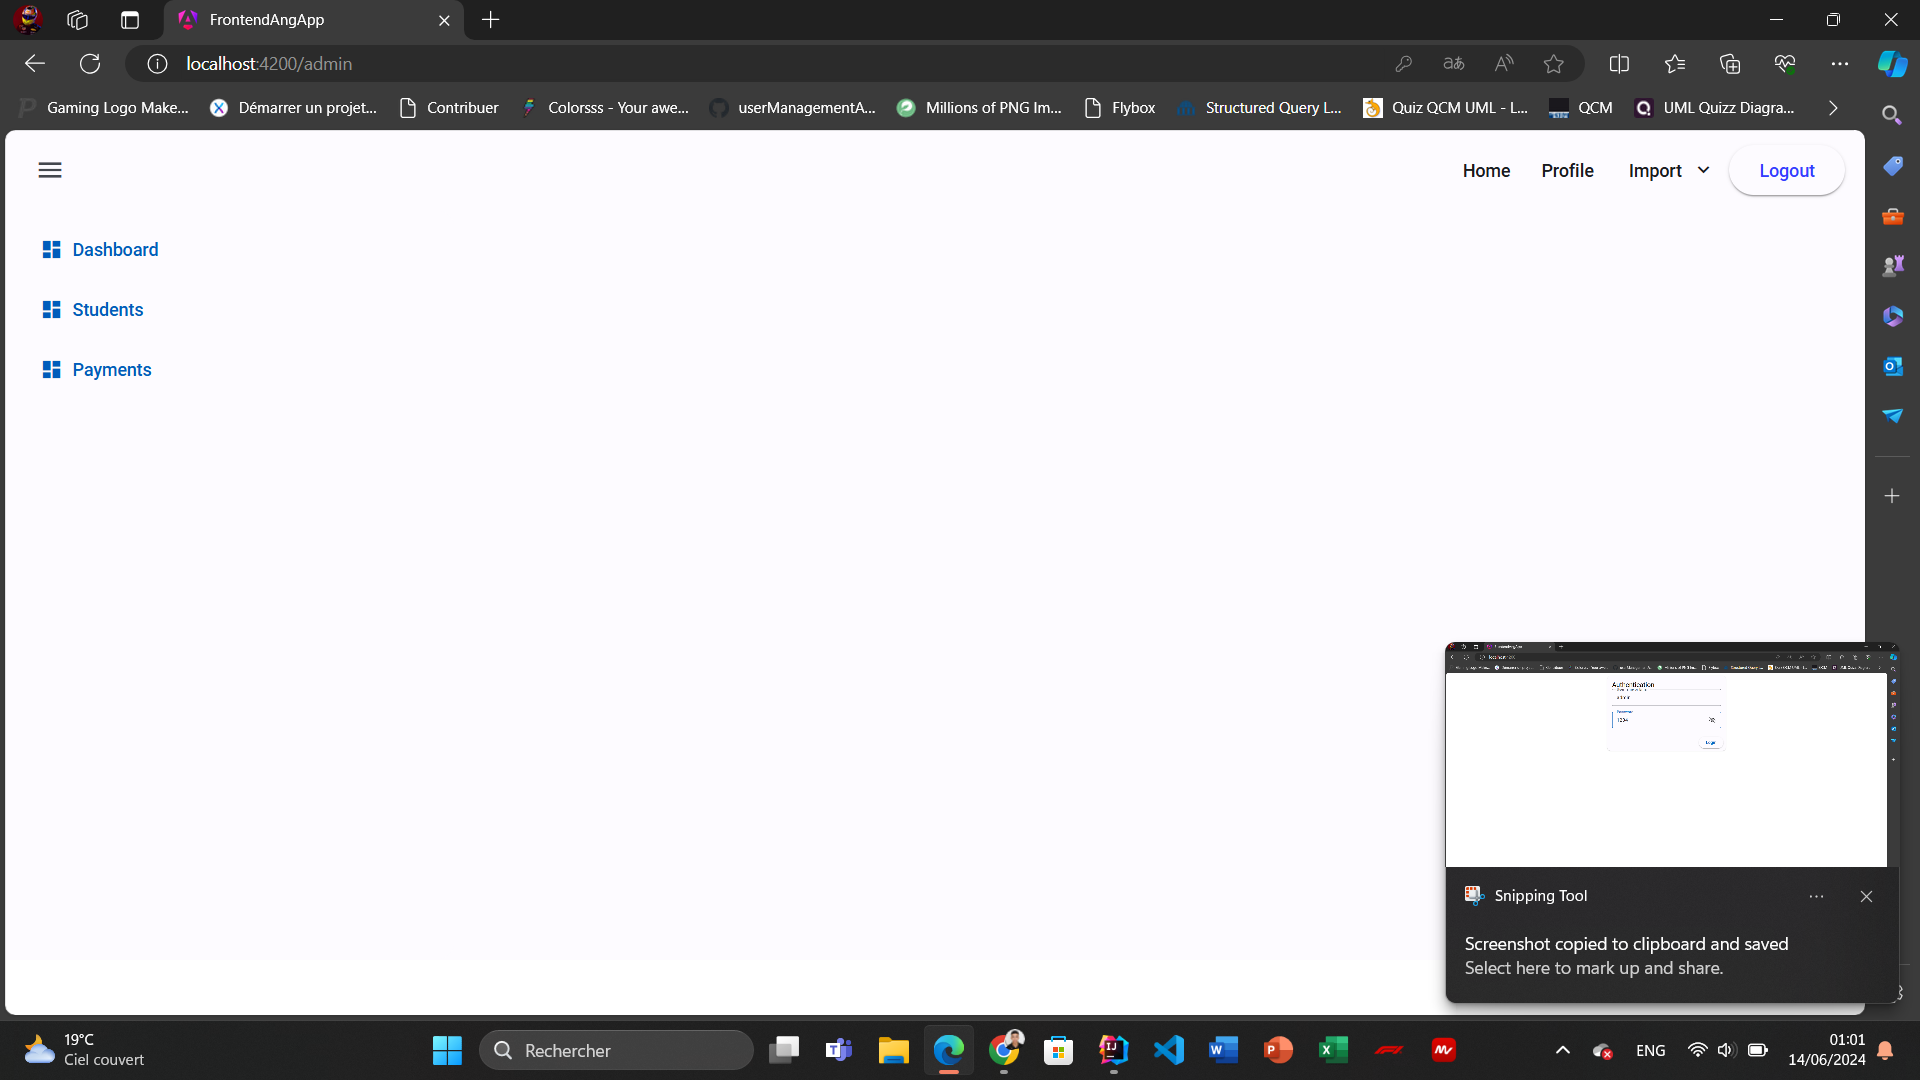 FrontendAngApp
localhost:4200/admin
Gaming Logo Make... Démarrer un projet... Contribuer Colorsss - Your awe... userManagementA... Millions of PNG Im... Flybox Structured Query L... Quiz QCM UML - L... QCM UML Quizz Diagra...
Home Profile Import Logout
Dashboard
Students
Payments
Authentication
admin
1234
Login
Snipping Tool
Screenshot copied to clipboard and saved
Select here to mark up and share.
19°C
Ciel couvert
Rechercher
ENG
01:01
14/06/2024